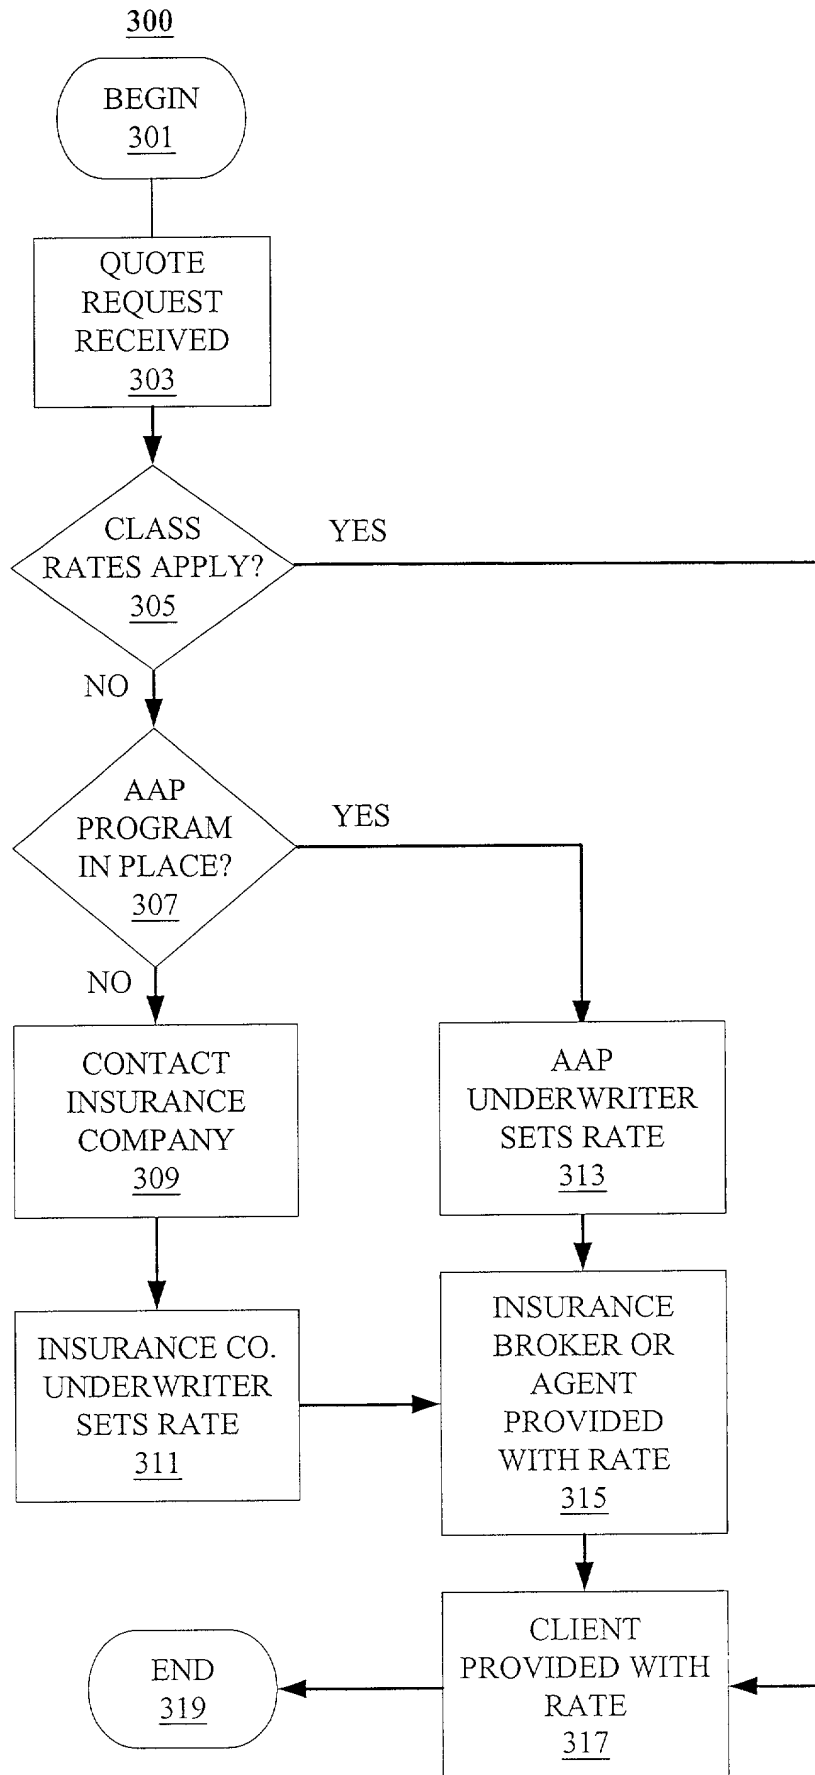 300
BEGIN
301
QUOTE
REQUEST
RECEIVED
303
CLASS
RATES APPLY?
305
YES
NO
AAP
PROGRAM
IN PLACE?
307
YES
NO
CONTACT
INSURANCE
COMPANY
309
AAP
UNDERWRITER
SETS RATE
313
INSURANCE CO.
UNDERWRITER
SETS RATE
311
INSURANCE
BROKER OR
AGENT
PROVIDED
WITH RATE
315
CLIENT
PROVIDED WITH
RATE
317
END
319